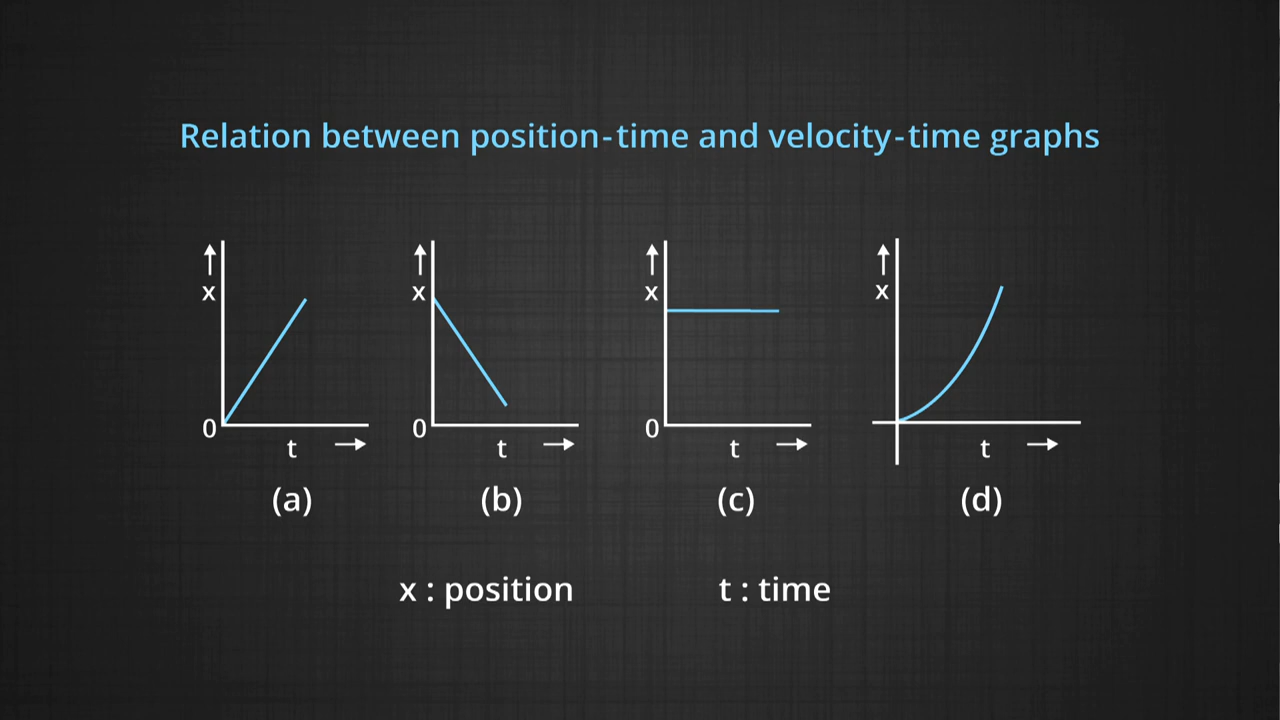 Relation between position-time and velocity-time graphs
x x x x
0 0 0
t t t t
(a) (b) (c) (d)
x : position t : time